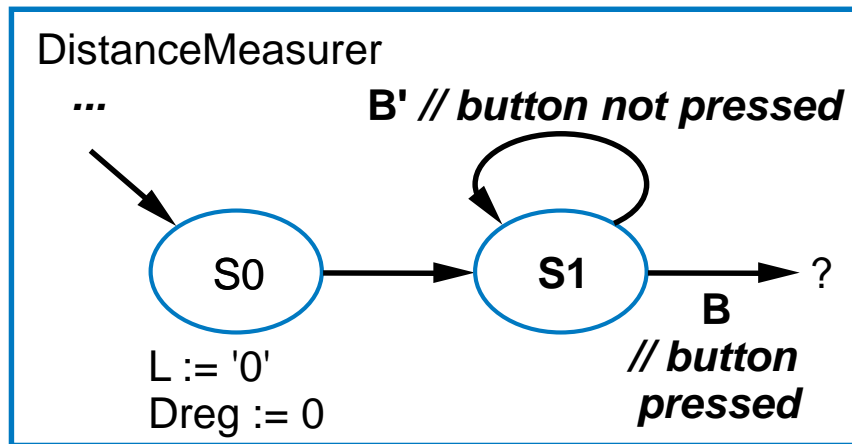 DistanceMeasurer
...
B' // button not pressed
S0
S1
?
B
// button
pressed
L := '0'
Dreg := 0